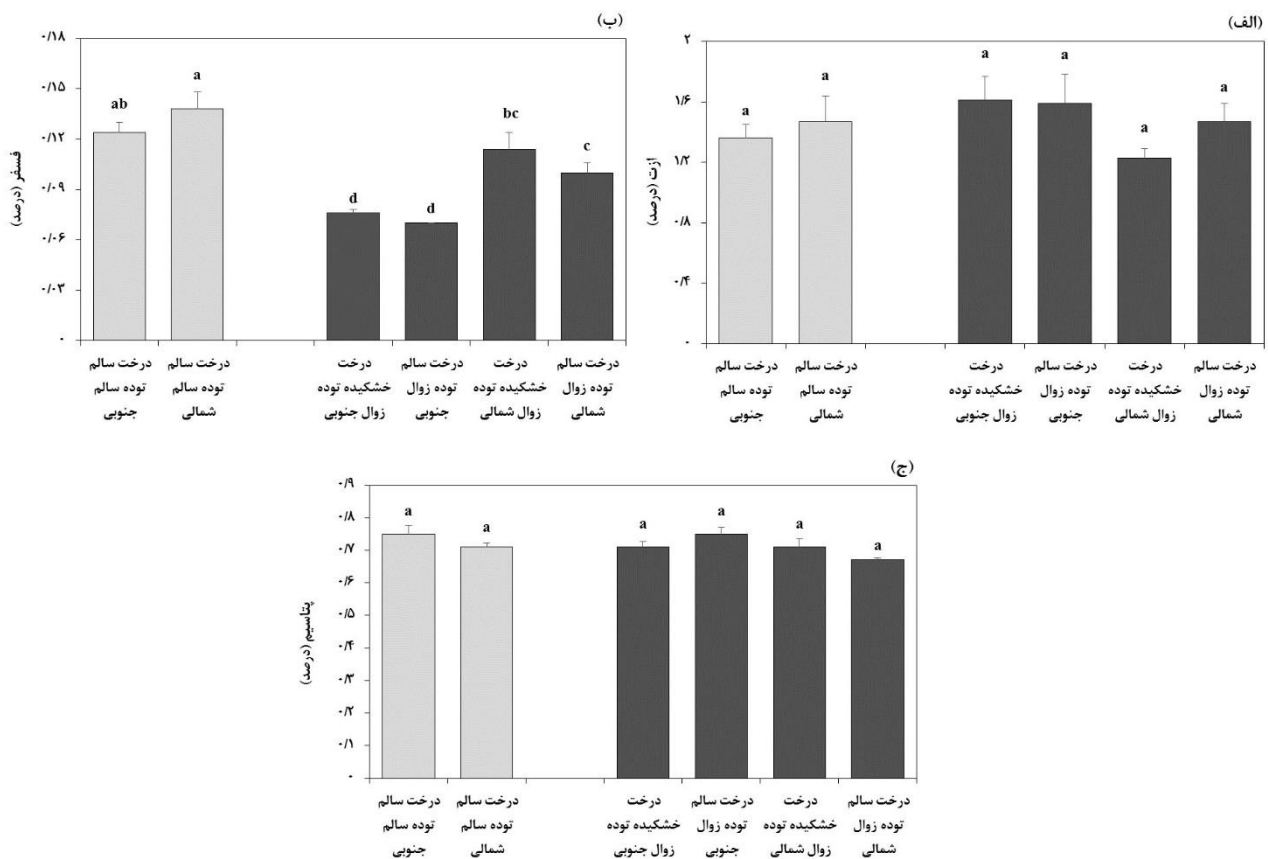 (الف)
ازت (درصد)
۲
۱/۶
۱/۲
۰/۸
۰/۴
۰
a
a
a
a
a
a
درخت سالم
توده سالم
جنوبی
درخت سالم
توده سالم
شمالی
درخت
خشکیده توده
زوال جنوبی
درخت سالم
توده زوال
جنوبی
درخت
خشکیده توده
زوال شمالی
درخت سالم
توده زوال
شمالی
(ب)
فسفر (درصد)
۰/۱۸
۰/۱۵
۰/۱۲
۰/۰۹
۰/۰۶
۰/۰۳
۰
ab
a
d
d
bc
c
درخت سالم
توده سالم
جنوبی
درخت سالم
توده سالم
شمالی
درخت
خشکیده توده
زوال جنوبی
درخت سالم
توده زوال
جنوبی
درخت
خشکیده توده
زوال شمالی
درخت سالم
توده زوال
شمالی
(ج)
پتاسیم (درصد)
۰/۹
۰/۸
۰/۷
۰/۶
۰/۵
۰/۴
۰/۳
۰/۲
۰/۱
۰
a
a
a
a
a
a
درخت سالم
توده سالم
جنوبی
درخت سالم
توده سالم
شمالی
درخت
خشکیده توده
زوال جنوبی
درخت سالم
توده زوال
جنوبی
درخت
خشکیده توده
زوال شمالی
درخت سالم
توده زوال
شمالی